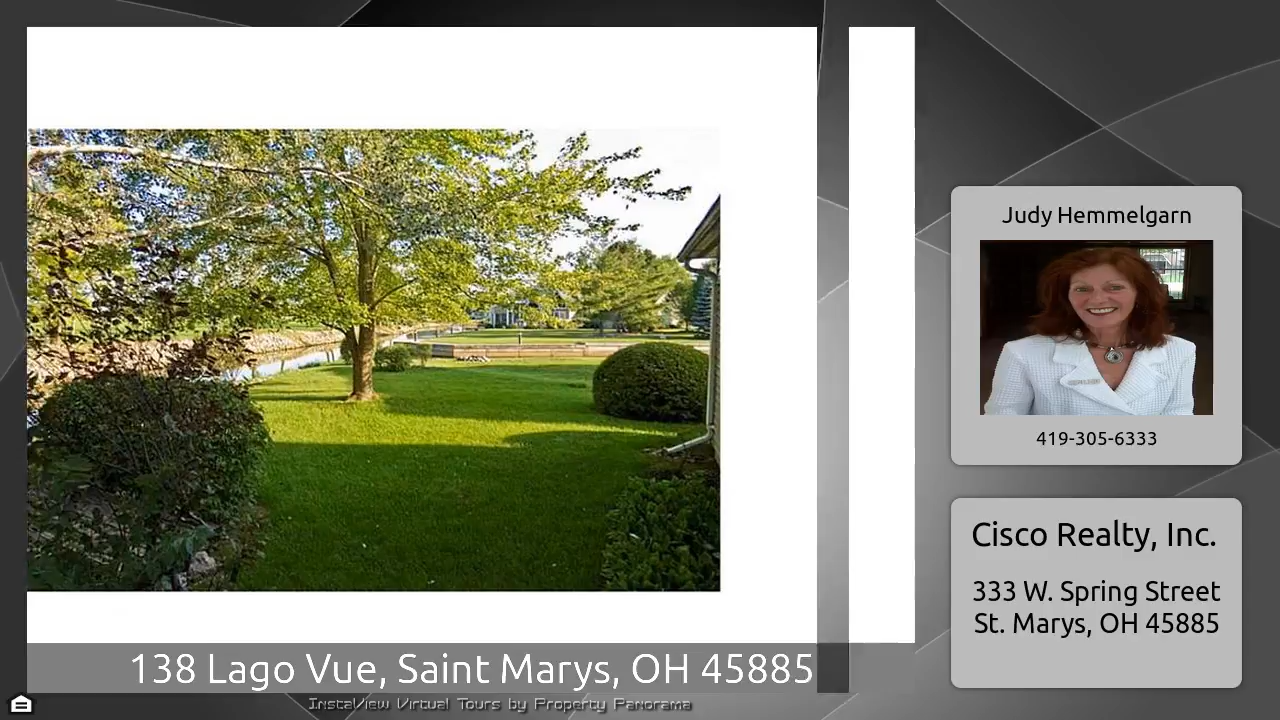 Judy Hemmelgarn
419-305-6333
Cisco Realty, Inc.
333 W. Spring Street
St. Marys, OH 45885
138 Lago Vue, Saint Marys, OH 45885
InstaView Virtual Tours by Property Panorama